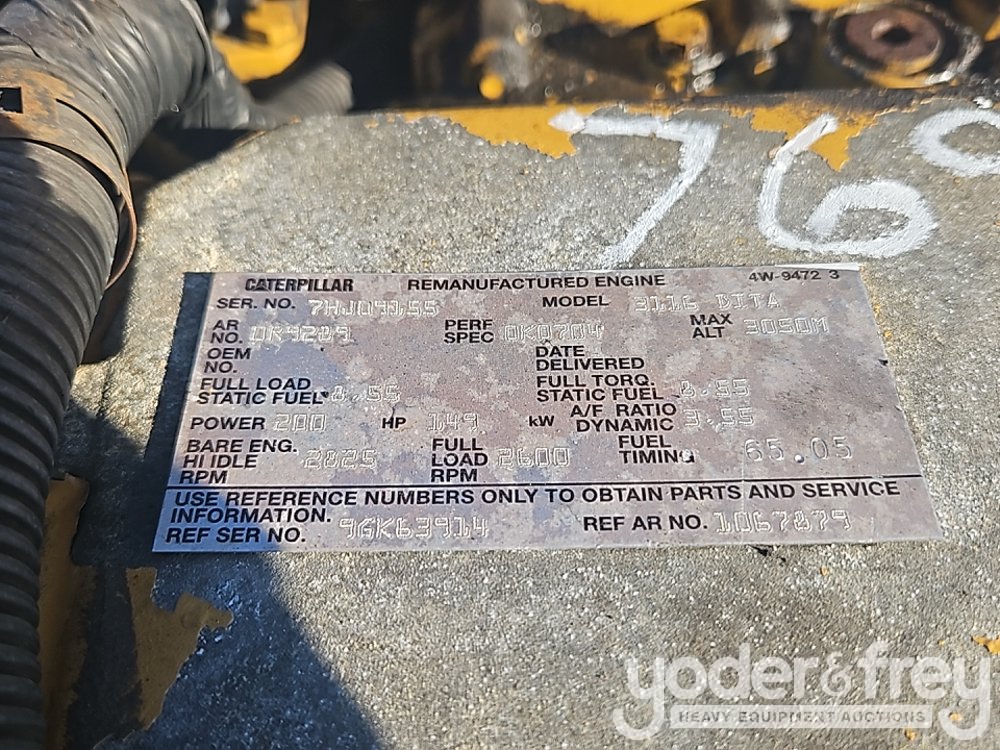 76
CATERPILLAR REMANUFACTURED ENGINE 4W-9472 3
SER. NO. MODEL 3116 DITA
AR NO. 0R9289 PERF SPEC 0K0704 MAX ALT 3050M
OEM NO. DATE DELIVERED
FULL LOAD STATIC FUEL 8.55 FULL TORQ. STATIC FUEL 8.55
POWER 200 HP 149 kW A/F RATIO DYNAMIC 3.55
BARE ENG. HI IDLE RPM 2825 FULL LOAD RPM 2600 FUEL TIMING 65.05
USE REFERENCE NUMBERS ONLY TO OBTAIN PARTS AND SERVICE
INFORMATION.
REF SER NO. 9GK63914 REF AR NO. 1067879
yoder&frey
HEAVY EQUIPMENT AUCTIONS